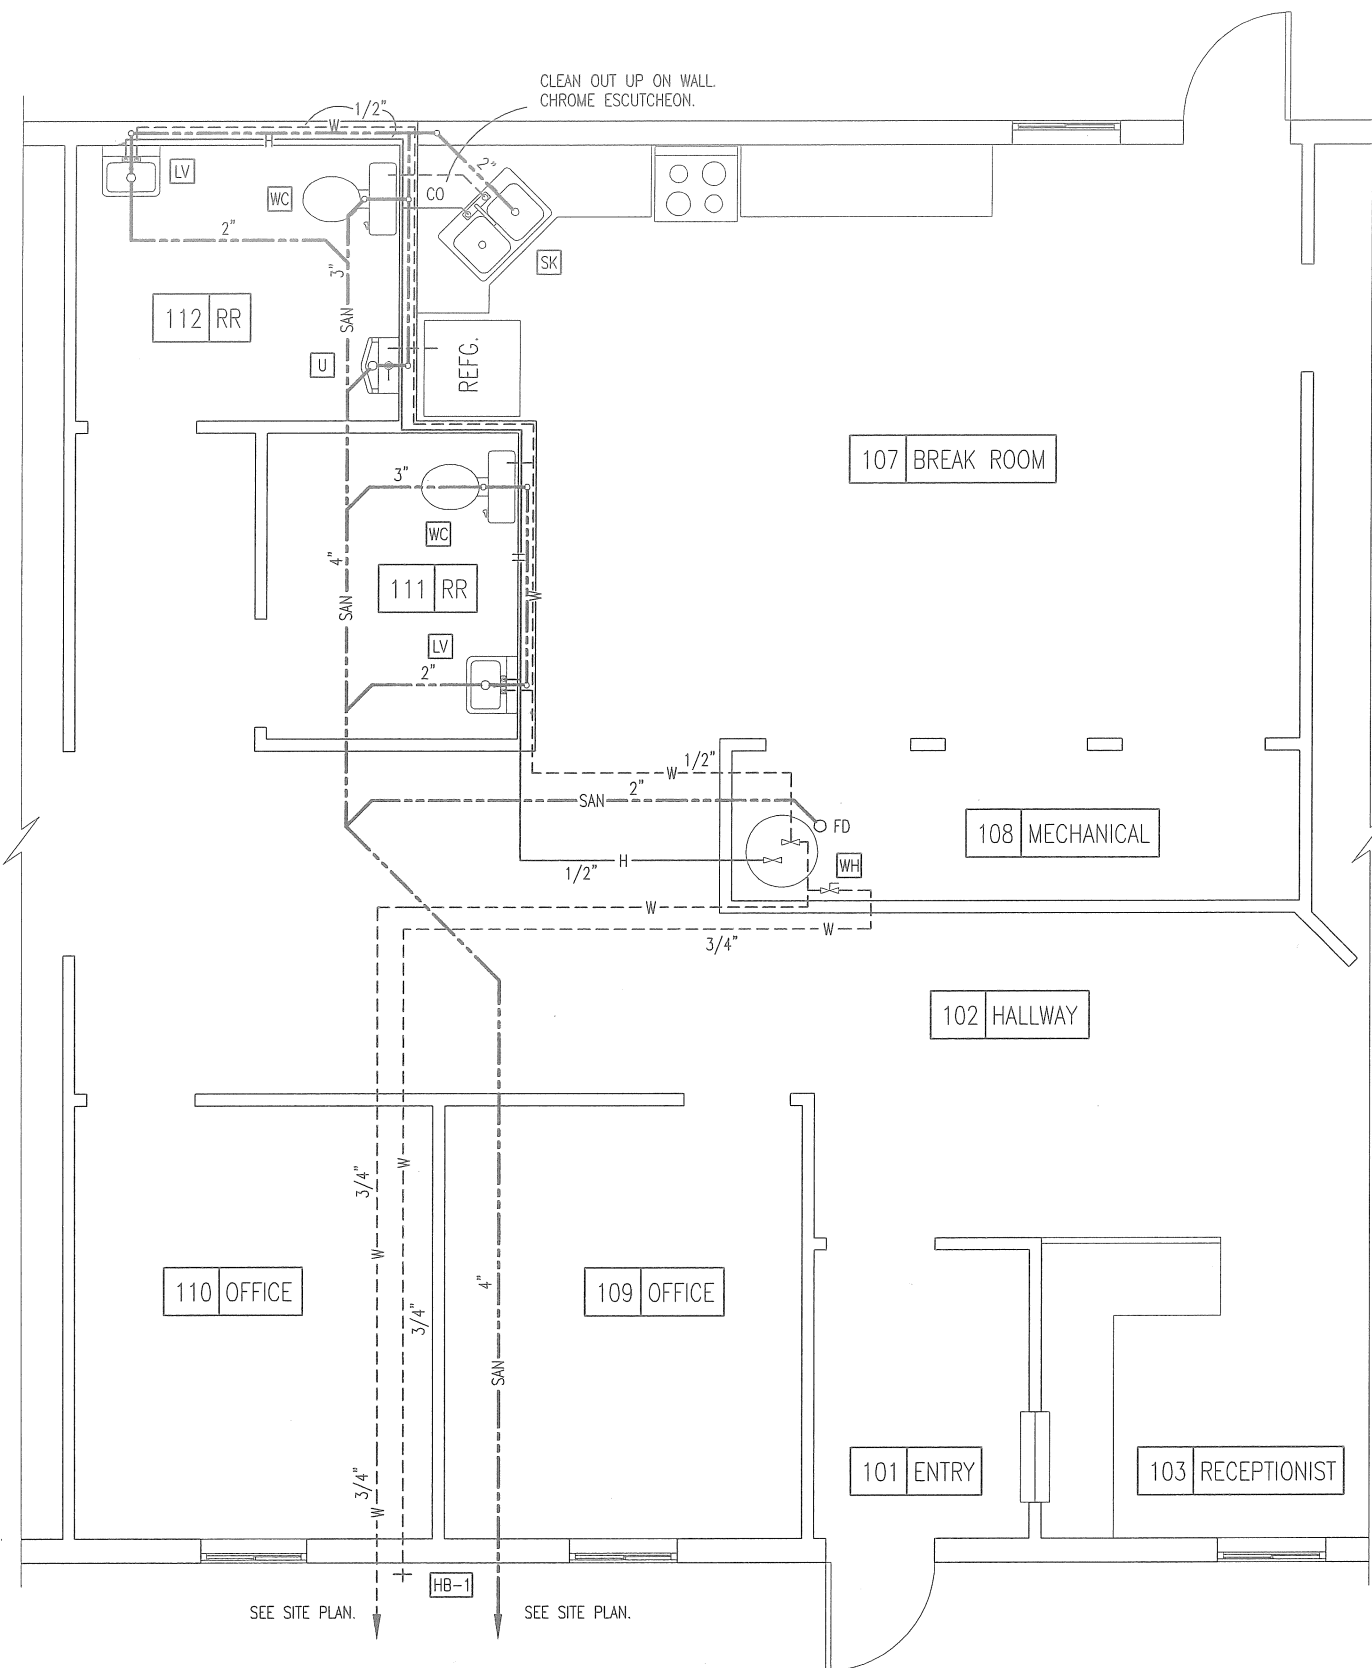 CLEAN OUT UP ON WALL.
CHROME ESCUTCHEON.
1/2"
W
H
LV
WC
CO
2"
SK
2"
3"
112 RR
SAN
U
REFG.
107 BREAK ROOM
3"
WC
4"
H
111 RR
W
SAN
LV
2"
1/2"
W
2"
SAN
FD
108 MECHANICAL
WH
H
1/2"
W
W
3/4"
102 HALLWAY
W
3/4"
W
110 OFFICE
4"
109 OFFICE
3/4"
SAN
101 ENTRY
103 RECEPTIONIST
3/4"
W
HB-1
SEE SITE PLAN.
SEE SITE PLAN.